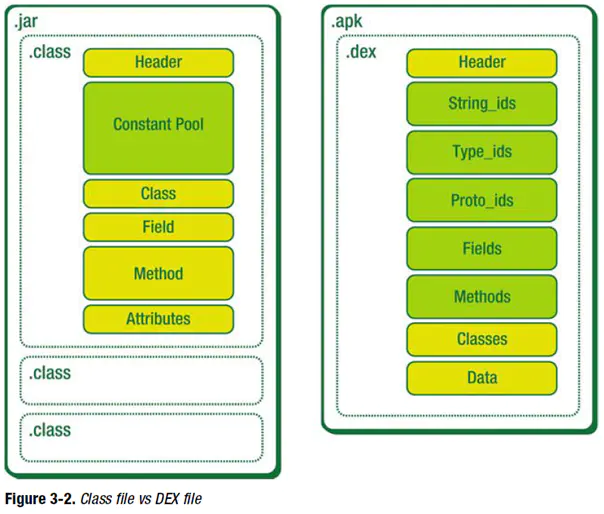 .jar
.class
Header
Constant Pool
Class
Field
Method
Attributes
.class
.class
.apk
.dex
Header
String_ids
Type_ids
Proto_ids
Fields
Methods
Classes
Data
Figure 3-2. Class file vs DEX file